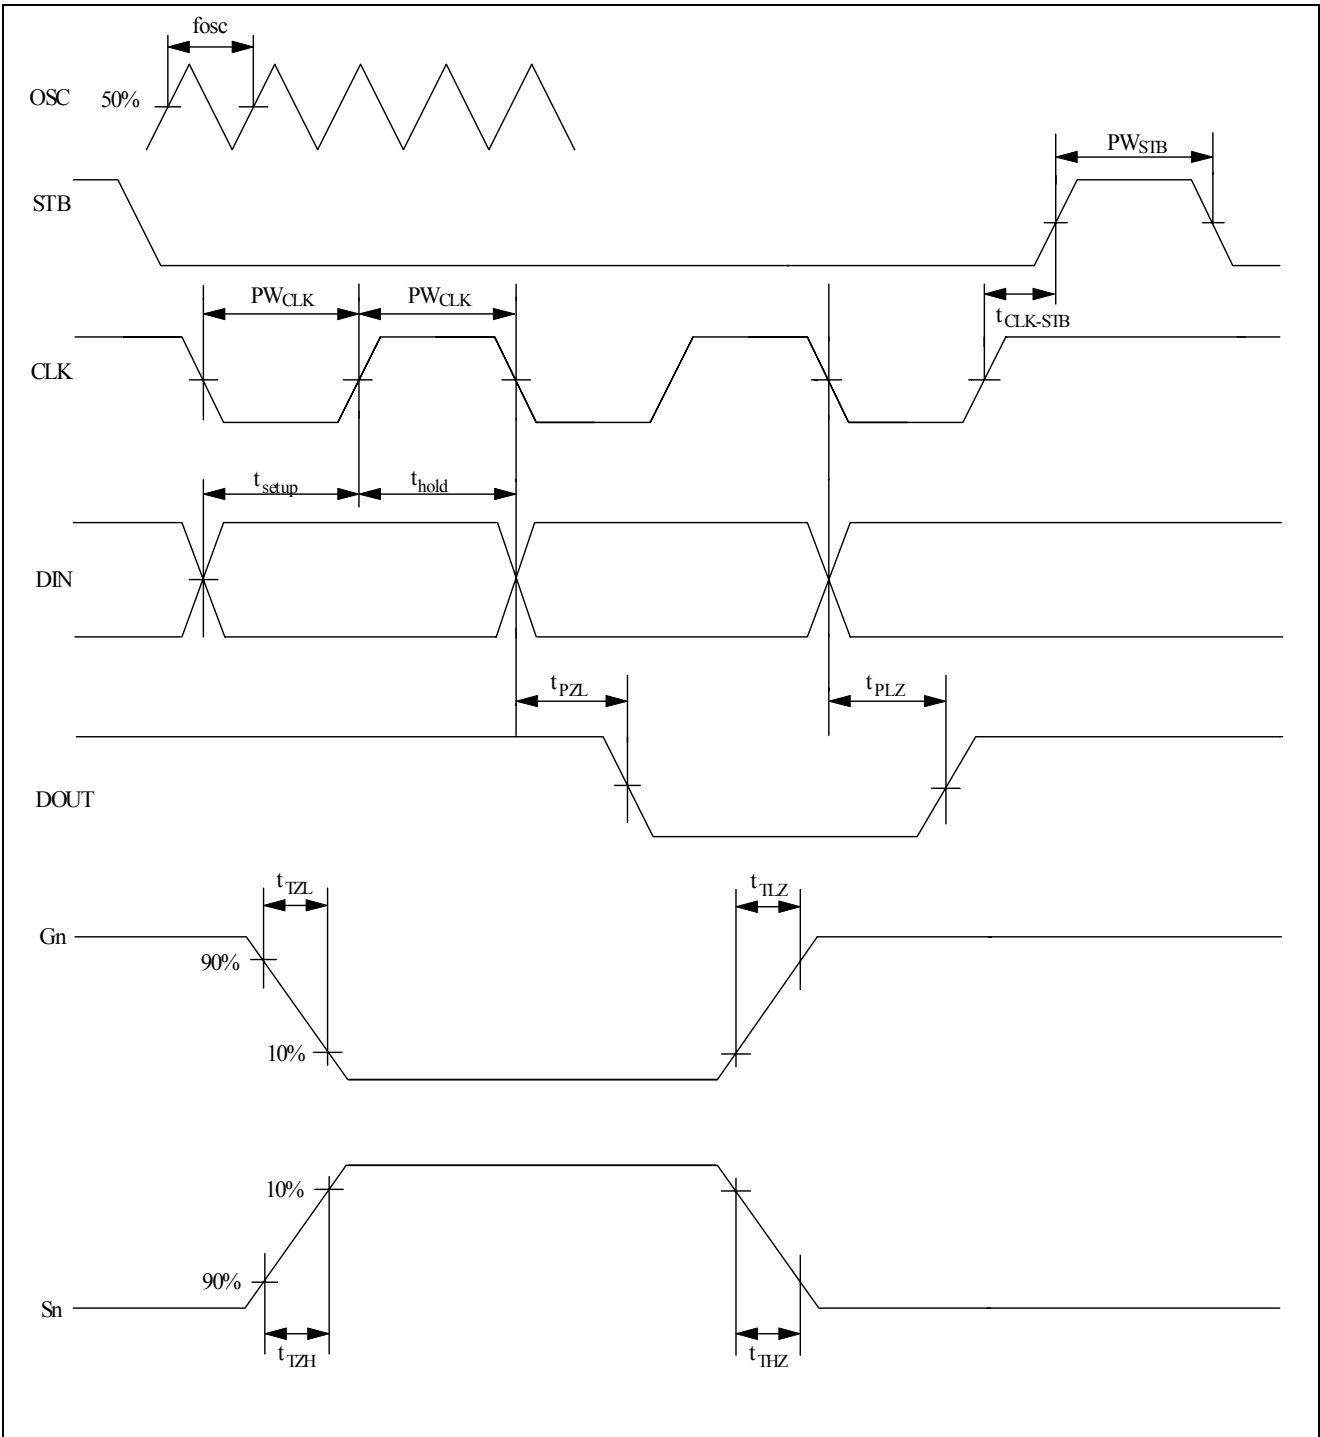 fosc
OSC 50%
PWSTB
STB
PWCLK PWCLK
tCLK-STB
CLK
tsetup thold
DIN
tPZL tPLZ
DOUT
tTZL tTLZ
Gn
90%
10%
10%
90%
Sn
tTZH tTHZ